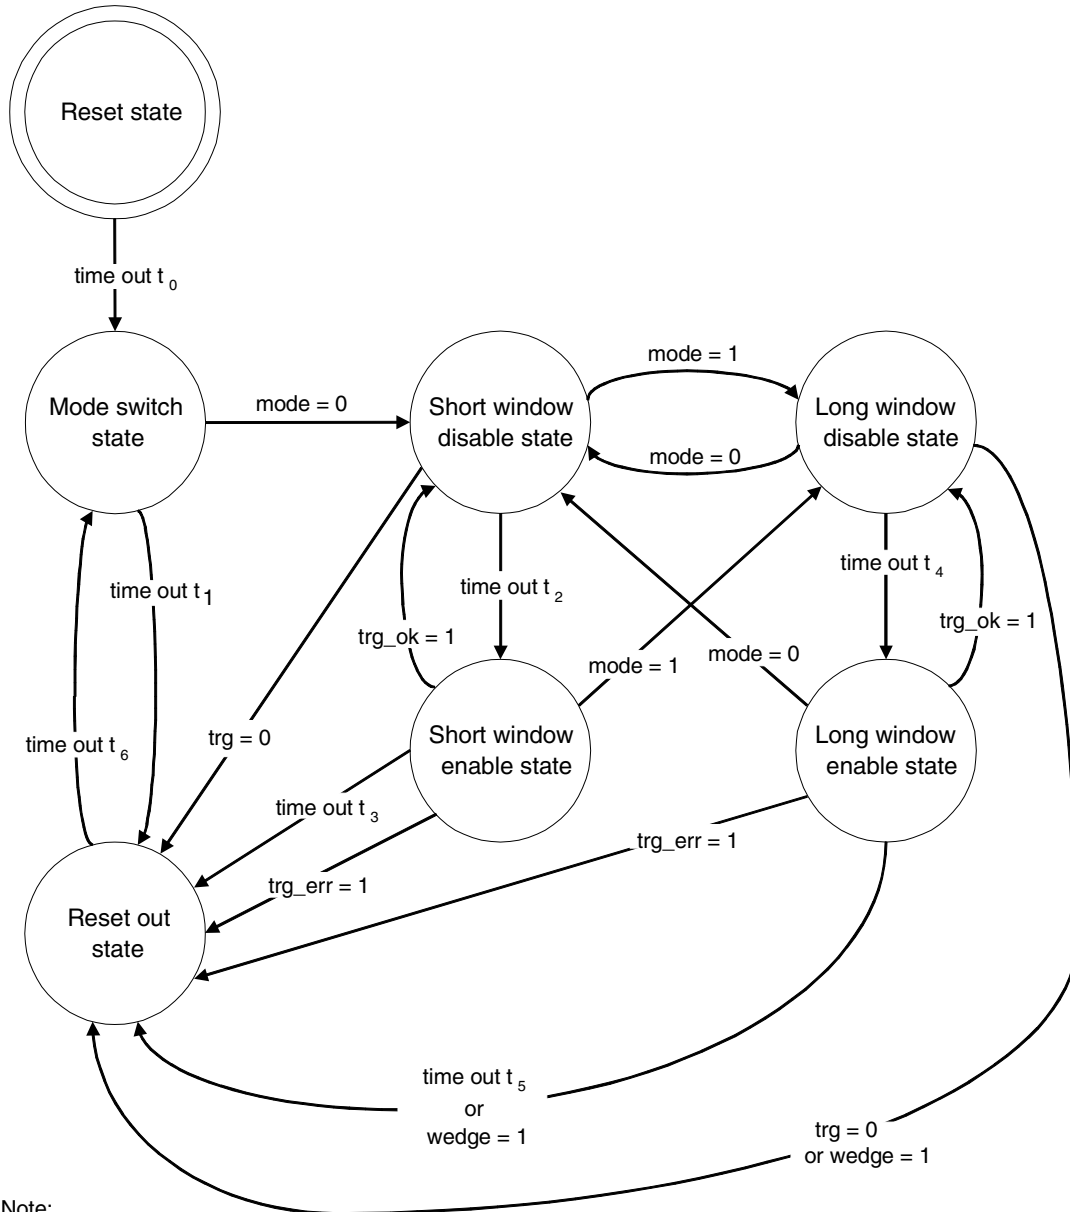 Reset state
time out t 0
mode = 1
Mode switch
state
mode = 0
Short window
disable state
mode = 0
Long window
disable state
time out t 1
time out t 2
time out t 4
trg_ok = 1
trg_ok = 1
mode = 1
mode = 0
time out t 6
trg = 0
Short window
enable state
Long window
enable state
time out t 3
trg_err = 1
trg_err = 1
Reset out
state
time out t 5
or
wedge = 1
trg = 0
or wedge = 1
Note: